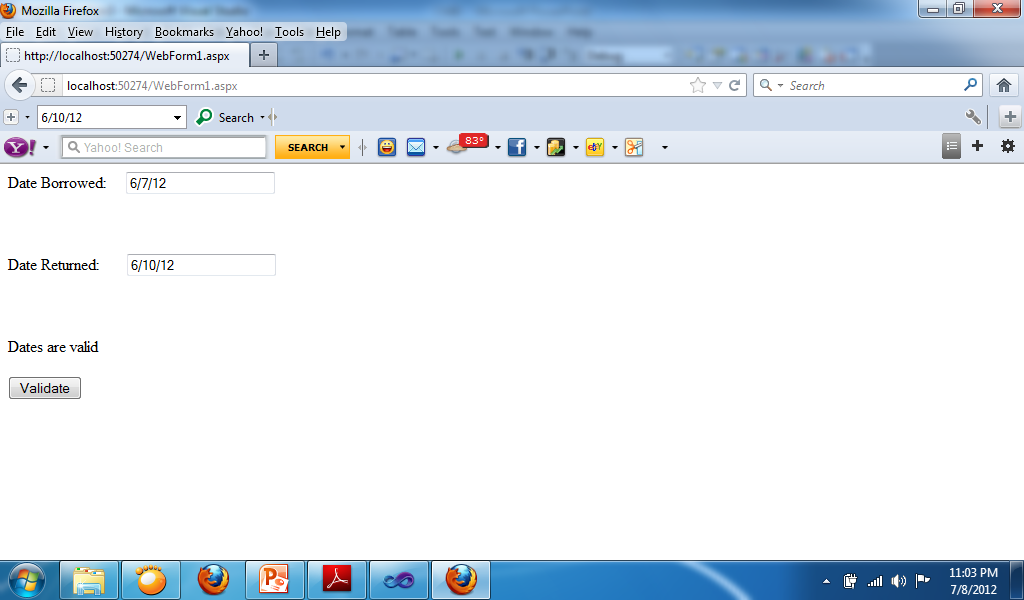 Mozilla Firefox
File Edit View History Bookmarks Yahoo! Tools Help
http://localhost:50274/WebForm1.aspx
localhost:50274/WebForm1.aspx
Search
6/10/12
Search
Y!
Yahoo! Search
SEARCH
83°
Date Borrowed: 6/7/12
Date Returned: 6/10/12
Dates are valid
Validate
11:03 PM
7/8/2012